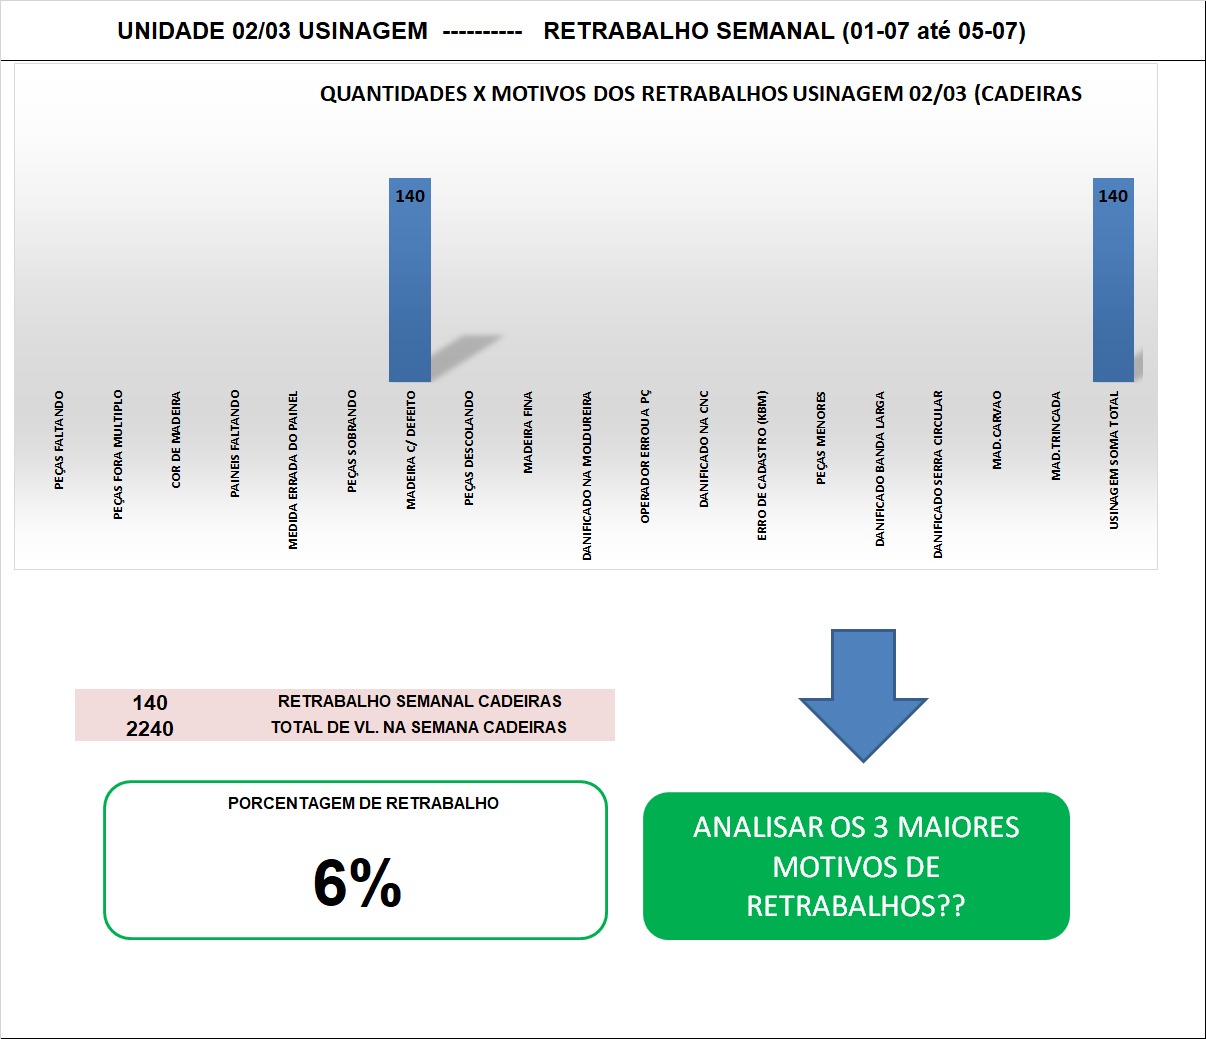 UNIDADE 02/03 USINAGEM ---------- RETRABALHO SEMANAL (01-07 até 05-07)
QUANTIDADES X MOTIVOS DOS RETRABALHOS USINAGEM 02/03 (CADEIRAS
140
140
PEÇAS FALTANDO
PEÇAS FORA MULTIPLO
COR DE MADEIRA
PAINEIS FALTANDO
MEDIDA ERRADA DO PAINEL
PEÇAS SOBRANDO
MADEIRA C/ DEFEITO
PEÇAS DESCOLANDO
MADEIRA FINA
DANIFICADO NA MOLDUREIRA
OPERADOR ERROU A PÇ
DANIFICADO NA CNC
ERRO DE CADASTRO (KBM)
PEÇAS MENORES
DANIFICADO BANDA LARGA
DANIFICADO SERRA CIRCULAR
MAD.CARVAO
MAD.TRINCADA
USINAGEM SOMA TOTAL
140 RETRABALHO SEMANAL CADEIRAS
2240 TOTAL DE VL. NA SEMANA CADEIRAS
PORCENTAGEM DE RETRABALHO
6%
ANALISAR OS 3 MAIORES
MOTIVOS DE
RETRABALHOS??